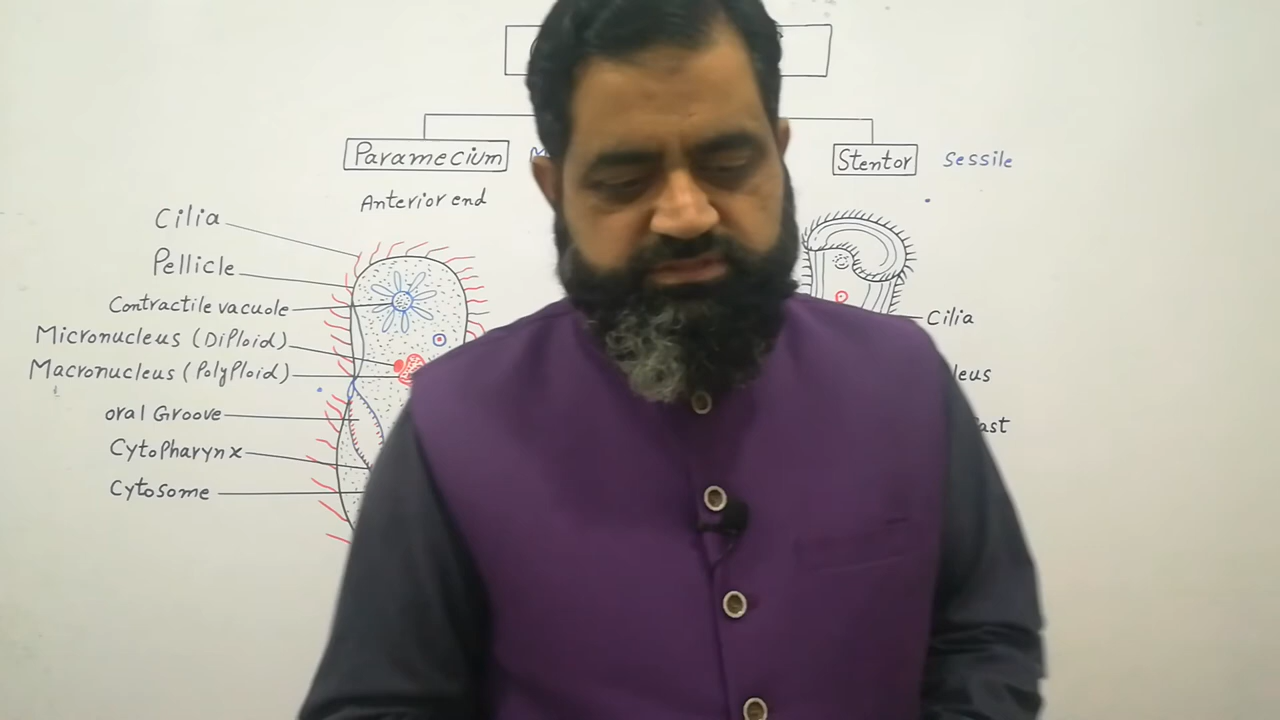 Paramecium
Stentor
Sessile
Anterior end
Cilia
Pellicle
Contractile vacuole
Micronucleus (Diploid)
Macronucleus (Polyploid)
oral Groove
Cytopharynx
Cytosome
Cilia